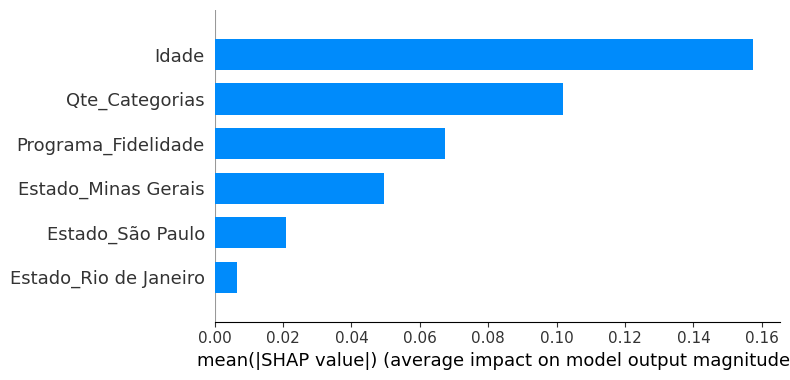 Idade
Qte_Categorias
Programa_Fidelidade
Estado_Minas Gerais
Estado_São Paulo
Estado_Rio de Janeiro
0.00 0.02 0.04 0.06 0.08 0.10 0.12 0.14 0.16
mean(|SHAP value|) (average impact on model output magnitude